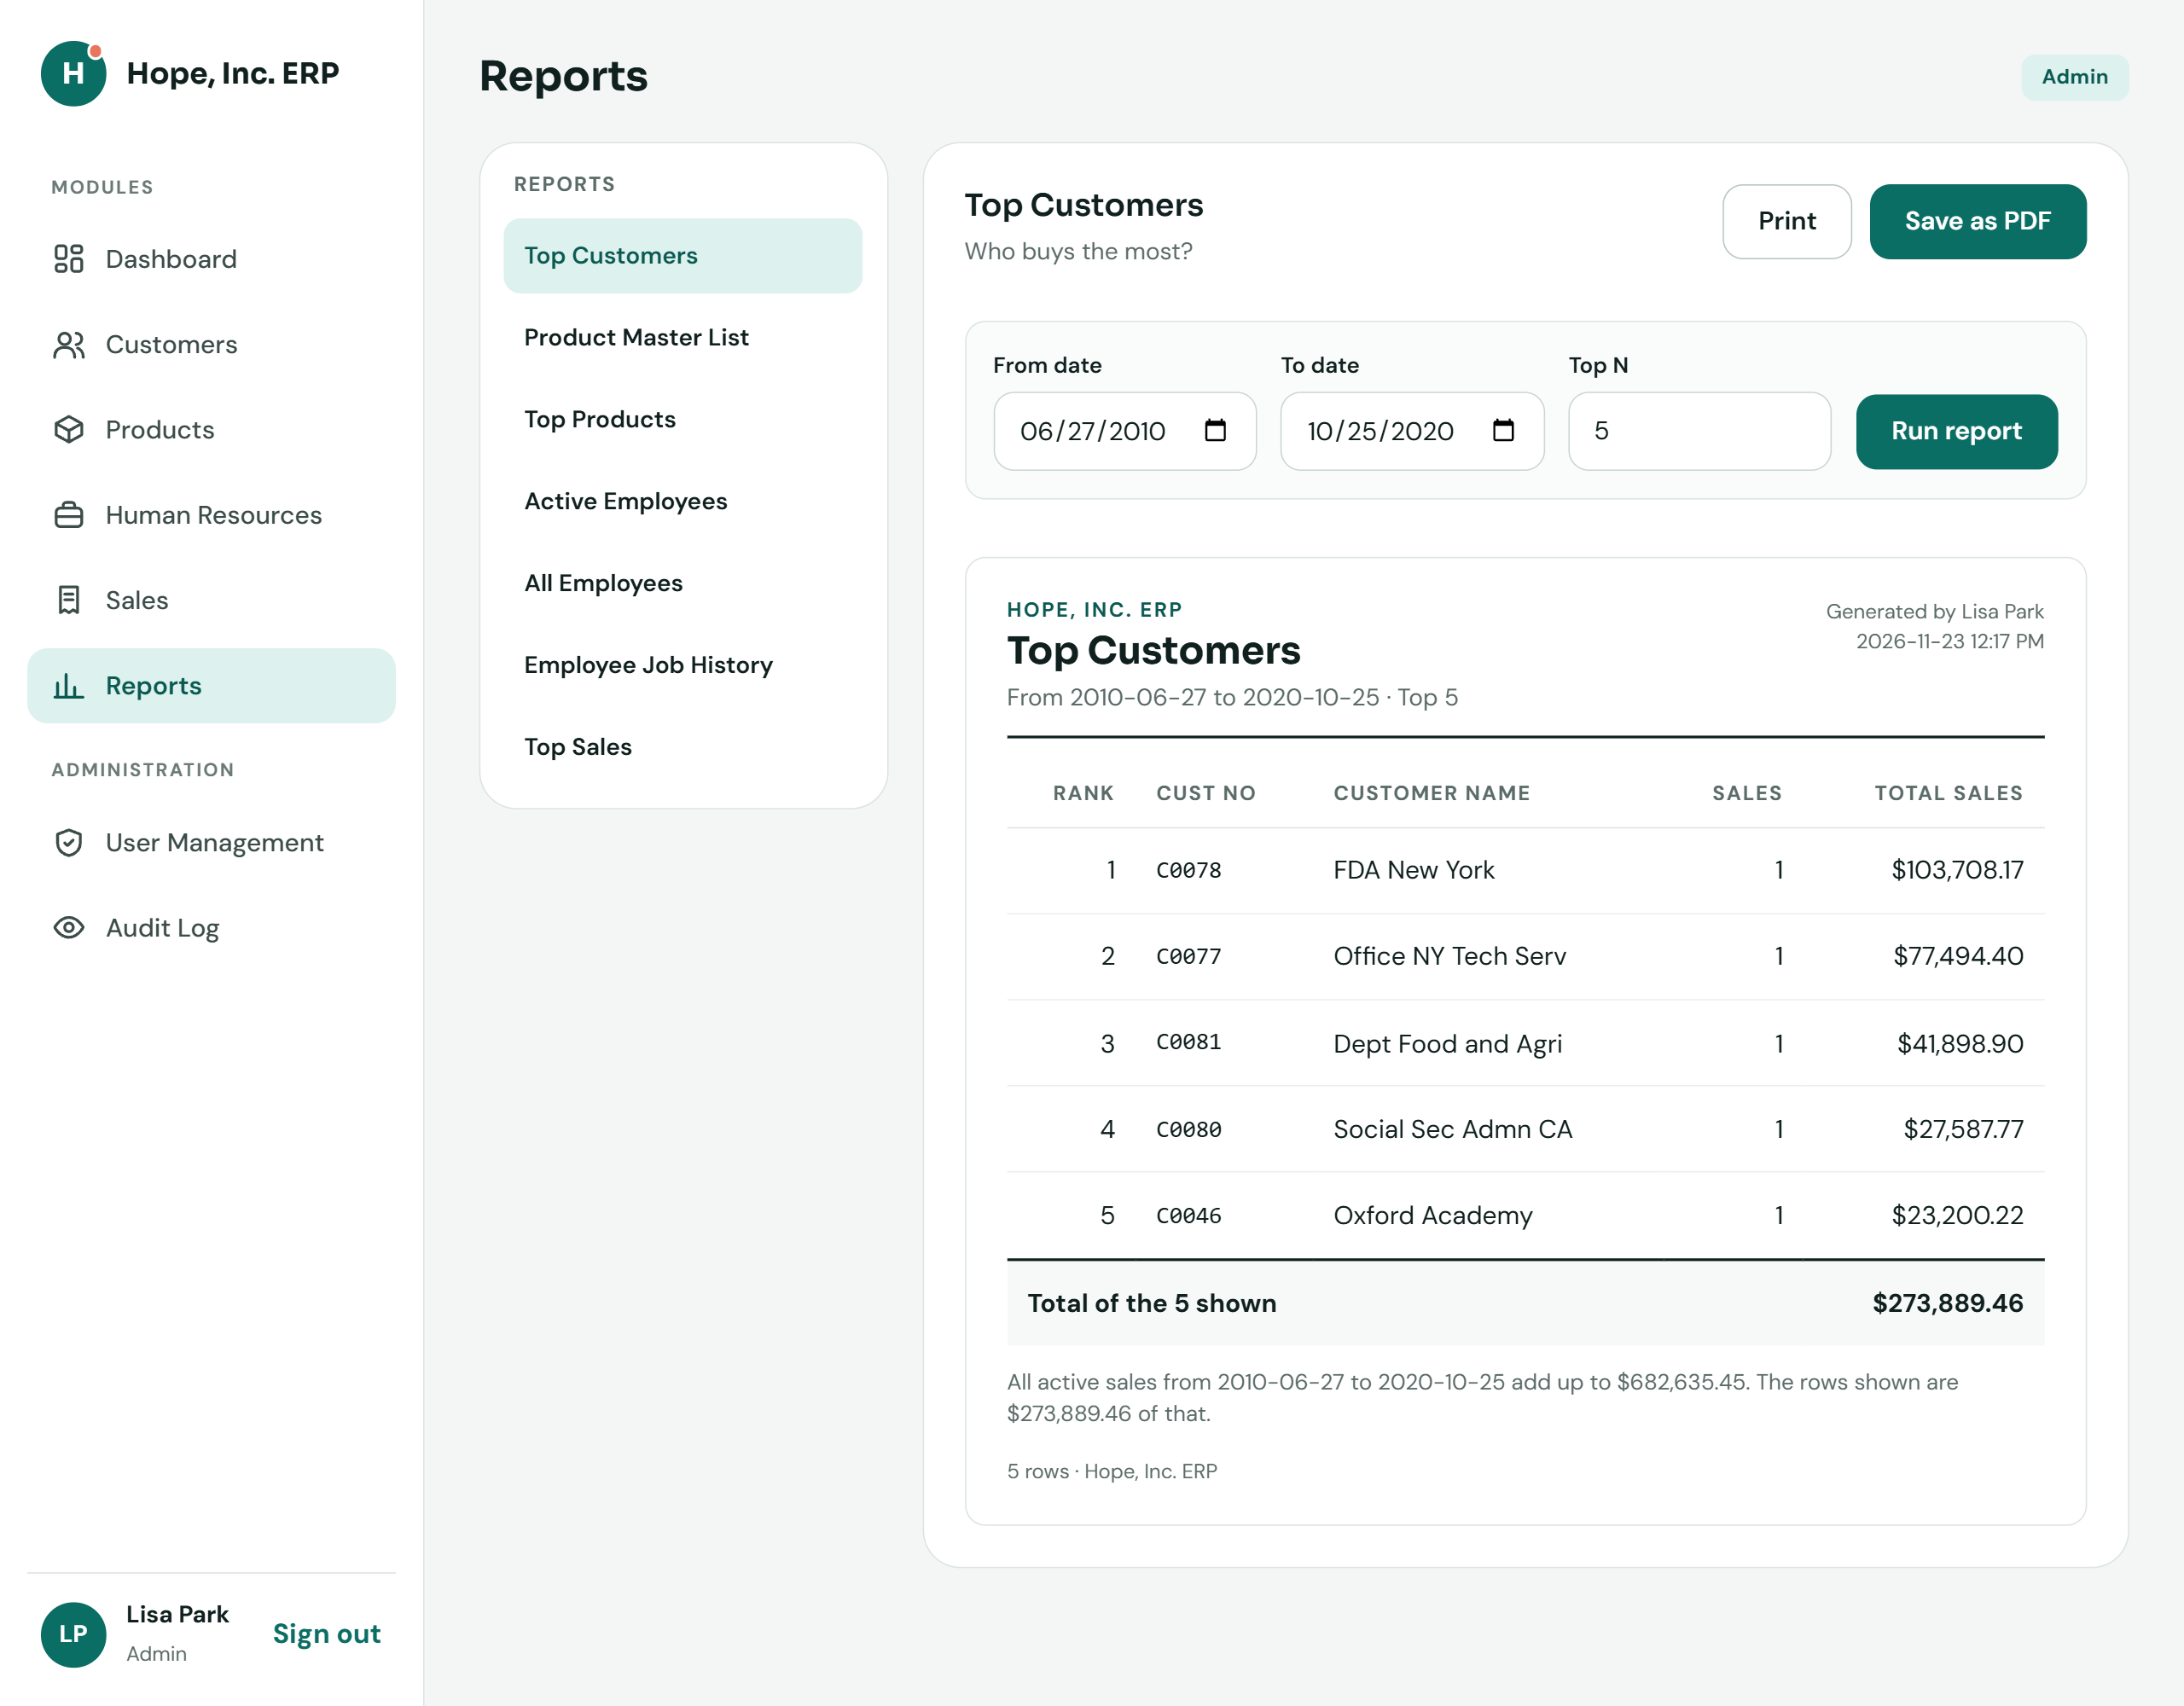 H
Hope, Inc. ERP
MODULES
Dashboard
Customers
Products
Human Resources
Sales
Reports
ADMINISTRATION
User Management
Audit Log
LP
Lisa Park
Admin
Sign out
Reports
Admin
REPORTS
Top Customers
Product Master List
Top Products
Active Employees
All Employees
Employee Job History
Top Sales
Top Customers
Who buys the most?
Print
Save as PDF
From date
To date
Top N
06/27/2010
10/25/2020
5
Run report
HOPE, INC. ERP
Top Customers
From 2010-06-27 to 2020-10-25 · Top 5
Generated by Lisa Park
2026-11-23 12:17 PM
RANK CUST NO CUSTOMER NAME SALES TOTAL SALES
1 C0078 FDA New York 1 $103,708.17
2 C0077 Office NY Tech Serv 1 $77,494.40
3 C0081 Dept Food and Agri 1 $41,898.90
4 C0080 Social Sec Admn CA 1 $27,587.77
5 C0046 Oxford Academy 1 $23,200.22
Total of the 5 shown $273,889.46
All active sales from 2010-06-27 to 2020-10-25 add up to $682,635.45. The rows shown are
$273,889.46 of that.
5 rows · Hope, Inc. ERP